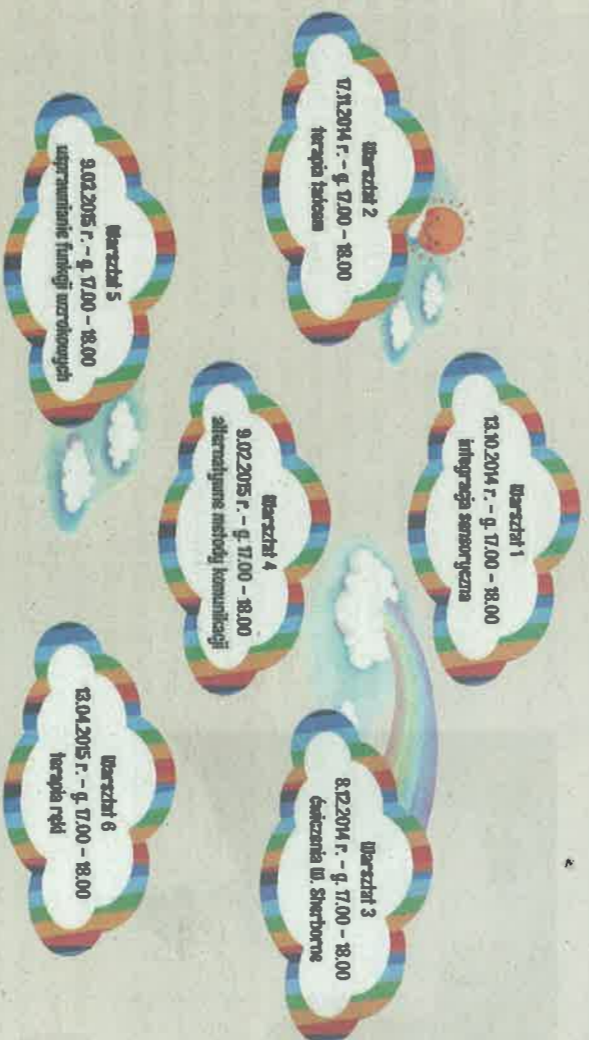 Warsztat 1
13.10.2014 r. – g. 17.00 – 18.00
integracja sensoryczna
Warsztat 2
17.11.2014 r. – g. 17.00 – 18.00
terapia tańcem
Warsztat 3
8.12.2014 r. – g. 17.00 – 18.00
ćwiczenia W. Sherborne
Warsztat 4
9.02.2015 r. – g. 17.00 – 18.00
alternatywne metody komunikacji
Warsztat 5
9.02.2015 r. – g. 17.00 – 18.00
usprawnianie funkcji wzrokowych
Warsztat 6
13.04.2015 r. – g. 17.00 – 18.00
terapia ręki